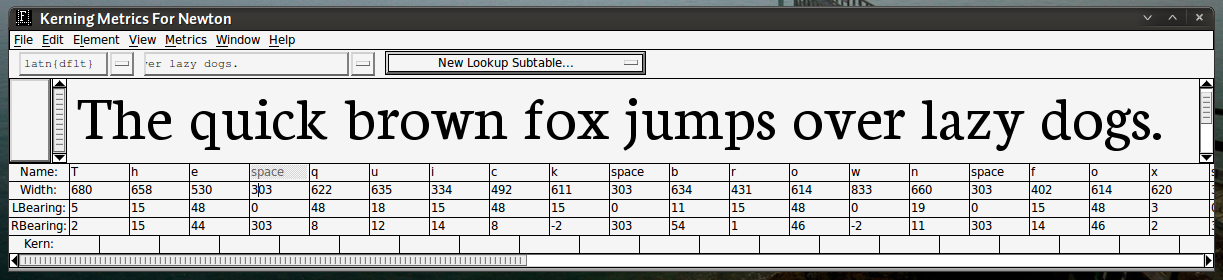 F Kerning Metrics For Newton
File Edit Element View Metrics Window Help
latn{dflt} er lazy dogs. New Lookup Subtable...
The quick brown fox jumps over lazy dogs.
Name: T h e space q u i c k space b r o w n space f o x
Width: 680 658 530 303 622 635 334 492 611 303 634 431 614 833 660 303 402 614 620
LBearing: 5 15 48 0 48 18 15 48 15 0 11 15 48 0 19 0 15 48 3
RBearing: 2 15 44 303 8 12 14 8 -2 303 54 1 46 -2 11 303 14 46 2
Kern: